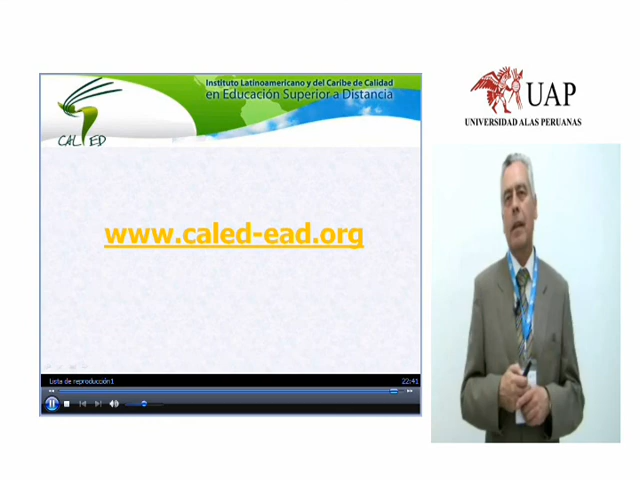 Instituto Latinoamericano y del Caribe de Calidad
en Educación Superior a Distancia
CALED
www.caled-ead.org
Lista de reproducción1
22:41
UAP
UNIVERSIDAD ALAS PERUANAS